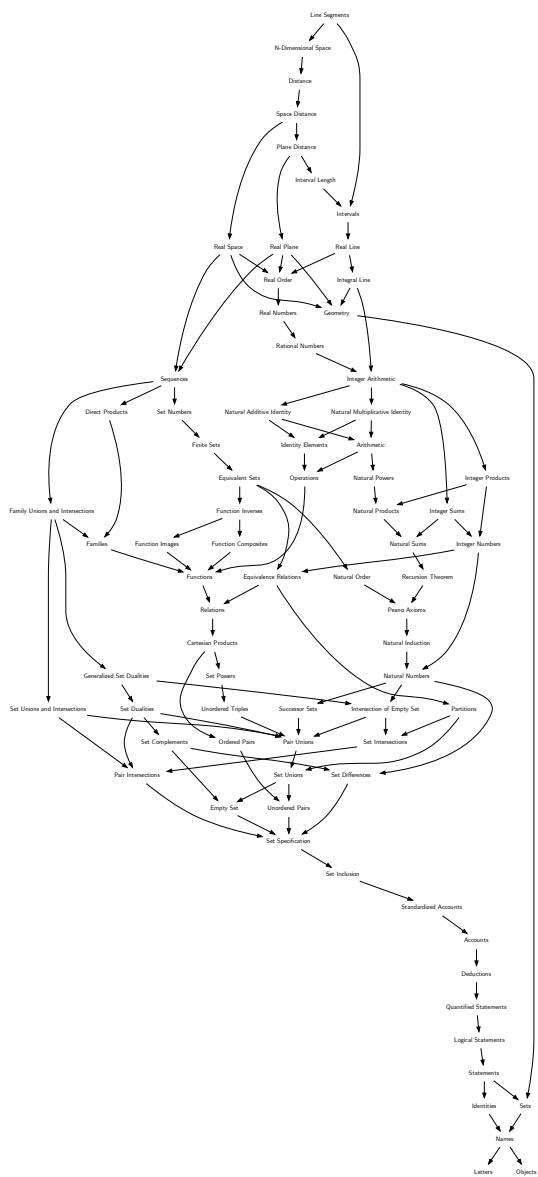 Line Segments
N-Dimensional Space
Distance
Space Distance
Plane Distance
Interval Length
Intervals
Real Space
Real Plane
Real Line
Real Order
Integral Line
Real Numbers
Geometry
Rational Numbers
Sequences
Integer Arithmetic
Direct Products
Set Numbers
Natural Additive Identity
Natural Multiplicative Identity
Finite Sets
Identity Elements
Arithmetic
Equivalent Sets
Operations
Natural Powers
Integer Products
Family Unions and Intersections
Function Inverses
Natural Products
Integer Sums
Families
Function Images
Function Composites
Natural Sums
Integer Numbers
Functions
Equivalence Relations
Natural Order
Recursion Theorem
Relations
Peano Axioms
Cartesian Products
Natural Induction
Generalized Set Dualities
Set Powers
Natural Numbers
Set Unions and Intersections
Set Dualities
Unordered Triples
Successor Sets
Intersection of Empty Set
Partitions
Set Complements
Ordered Pairs
Pair Unions
Set Intersections
Pair Intersections
Set Unions
Set Differences
Empty Set
Unordered Pairs
Set Specification
Set Inclusion
Standardized Accounts
Accounts
Deductions
Quantified Statements
Logical Statements
Statements
Identities
Sets
Names
Letters
Objects